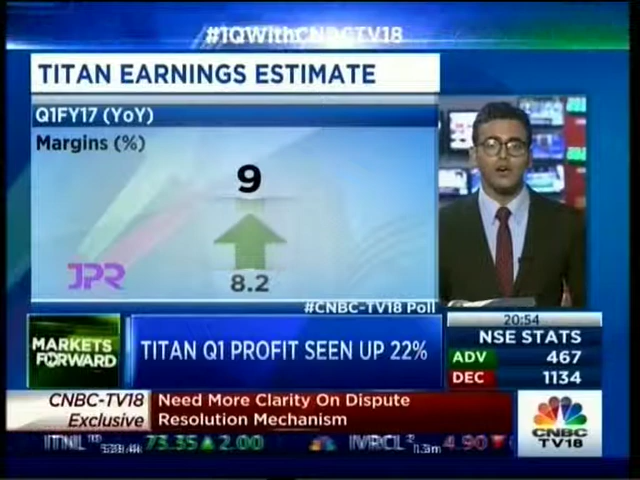 #IQWithCNBCTV18
TITAN EARNINGS ESTIMATE
Q1FY17 (YoY)
Margins (%)
9
8.2
JPR
#CNBC-TV18 Poll
MARKETS
FORWARD
TITAN Q1 PROFIT SEEN UP 22%
20:54
NSE STATS
ADV 467
DEC 1134
CNBC-TV18
Exclusive
Need More Clarity On Dispute
Resolution Mechanism
CNBC
TV18
ITNL 73.35 ▲ 2.00 IVRCL 4.90 ▼